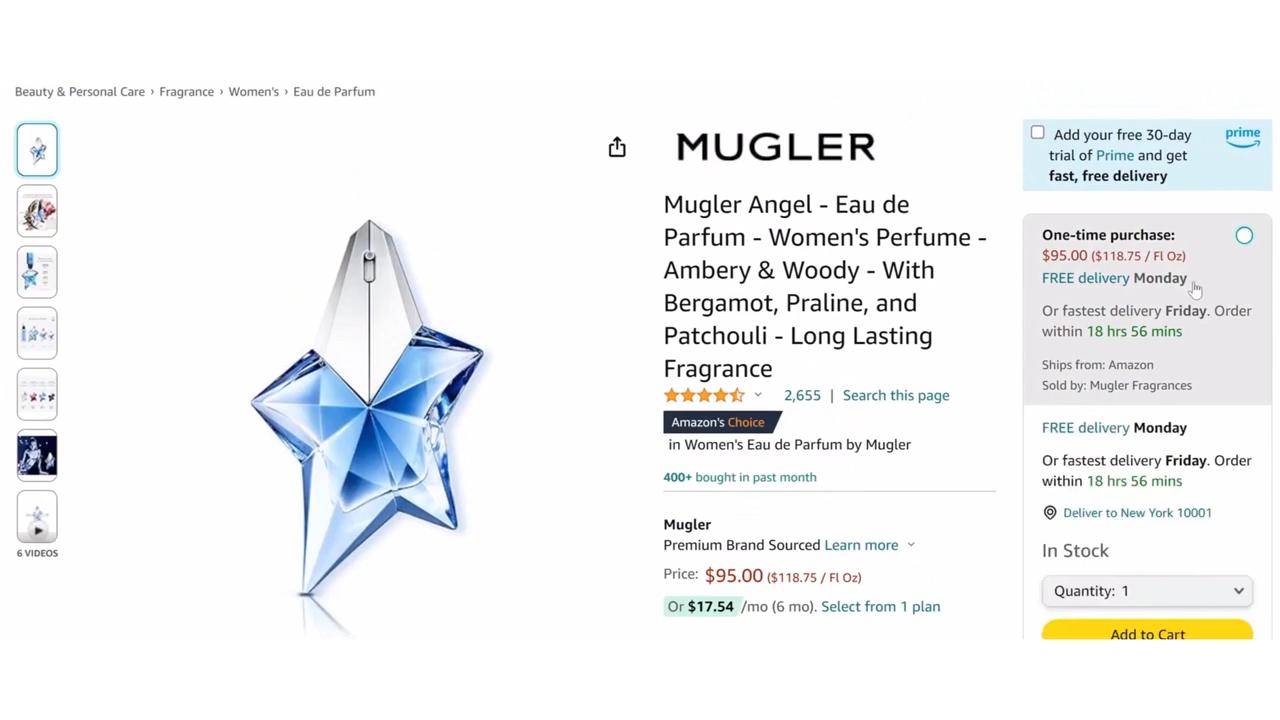 Beauty & Personal Care › Fragrance › Women's › Eau de Parfum
6 VIDEOS
MUGLER
Mugler Angel - Eau de
Parfum - Women's Perfume -
Ambery & Woody - With
Bergamot, Praline, and
Patchouli - Long Lasting
Fragrance
2,655 | Search this page
Amazon's Choice
in Women's Eau de Parfum by Mugler
400+ bought in past month
Mugler
Premium Brand Sourced Learn more
Price: $95.00 ($118.75 / Fl Oz)
Or $17.54 /mo (6 mo). Select from 1 plan
Add your free 30-day
trial of Prime and get
fast, free delivery
prime
One-time purchase:
$95.00 ($118.75 / Fl Oz)
FREE delivery Monday
Or fastest delivery Friday. Order
within 18 hrs 56 mins
Ships from: Amazon
Sold by: Mugler Fragrances
FREE delivery Monday
Or fastest delivery Friday. Order
within 18 hrs 56 mins
Deliver to New York 10001
In Stock
Quantity: 1
Add to Cart